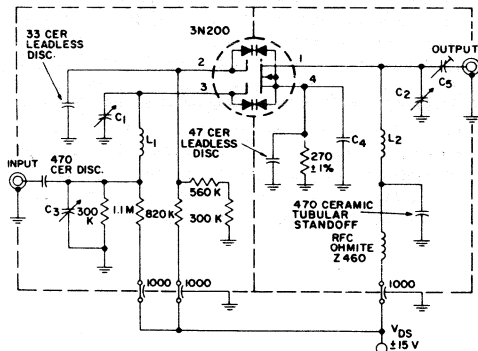 33 CER
LEADLESS
DISC.
3N200
OUTPUT
2
3
1
4
C1
C2
C5
L1
47 CER
LEADLESS
DISC
C4
L2
INPUT
470
CER DISC.
270
±1%
560K
470 CERAMIC
TUBULAR
STANDOFF
C3
300
K
1.1M
820K
300K
RFC
OHMITE
Z 460
1000
1000
1000
VDS
±15 V